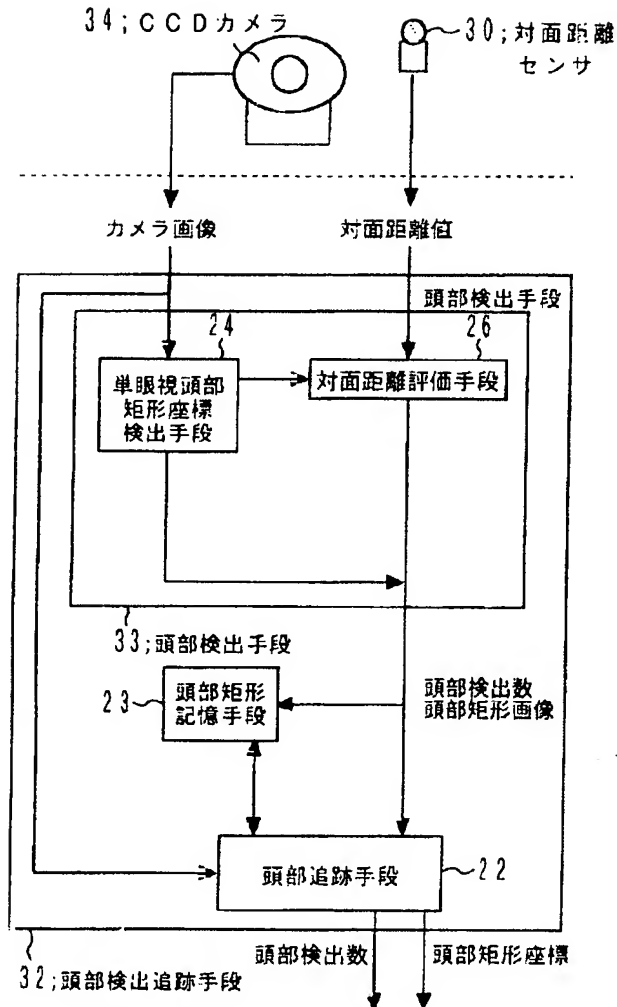 34;CCDカメラ
30;対面距離
センサ
カメラ画像
対面距離値
頭部検出手段
24
26
単眼視頭部
矩形座標
検出手段
対面距離評価手段
33;頭部検出手段
23
頭部矩形
記憶手段
頭部検出数
頭部矩形画像
頭部追跡手段
22
頭部検出数
頭部矩形座標
32;頭部検出追跡手段